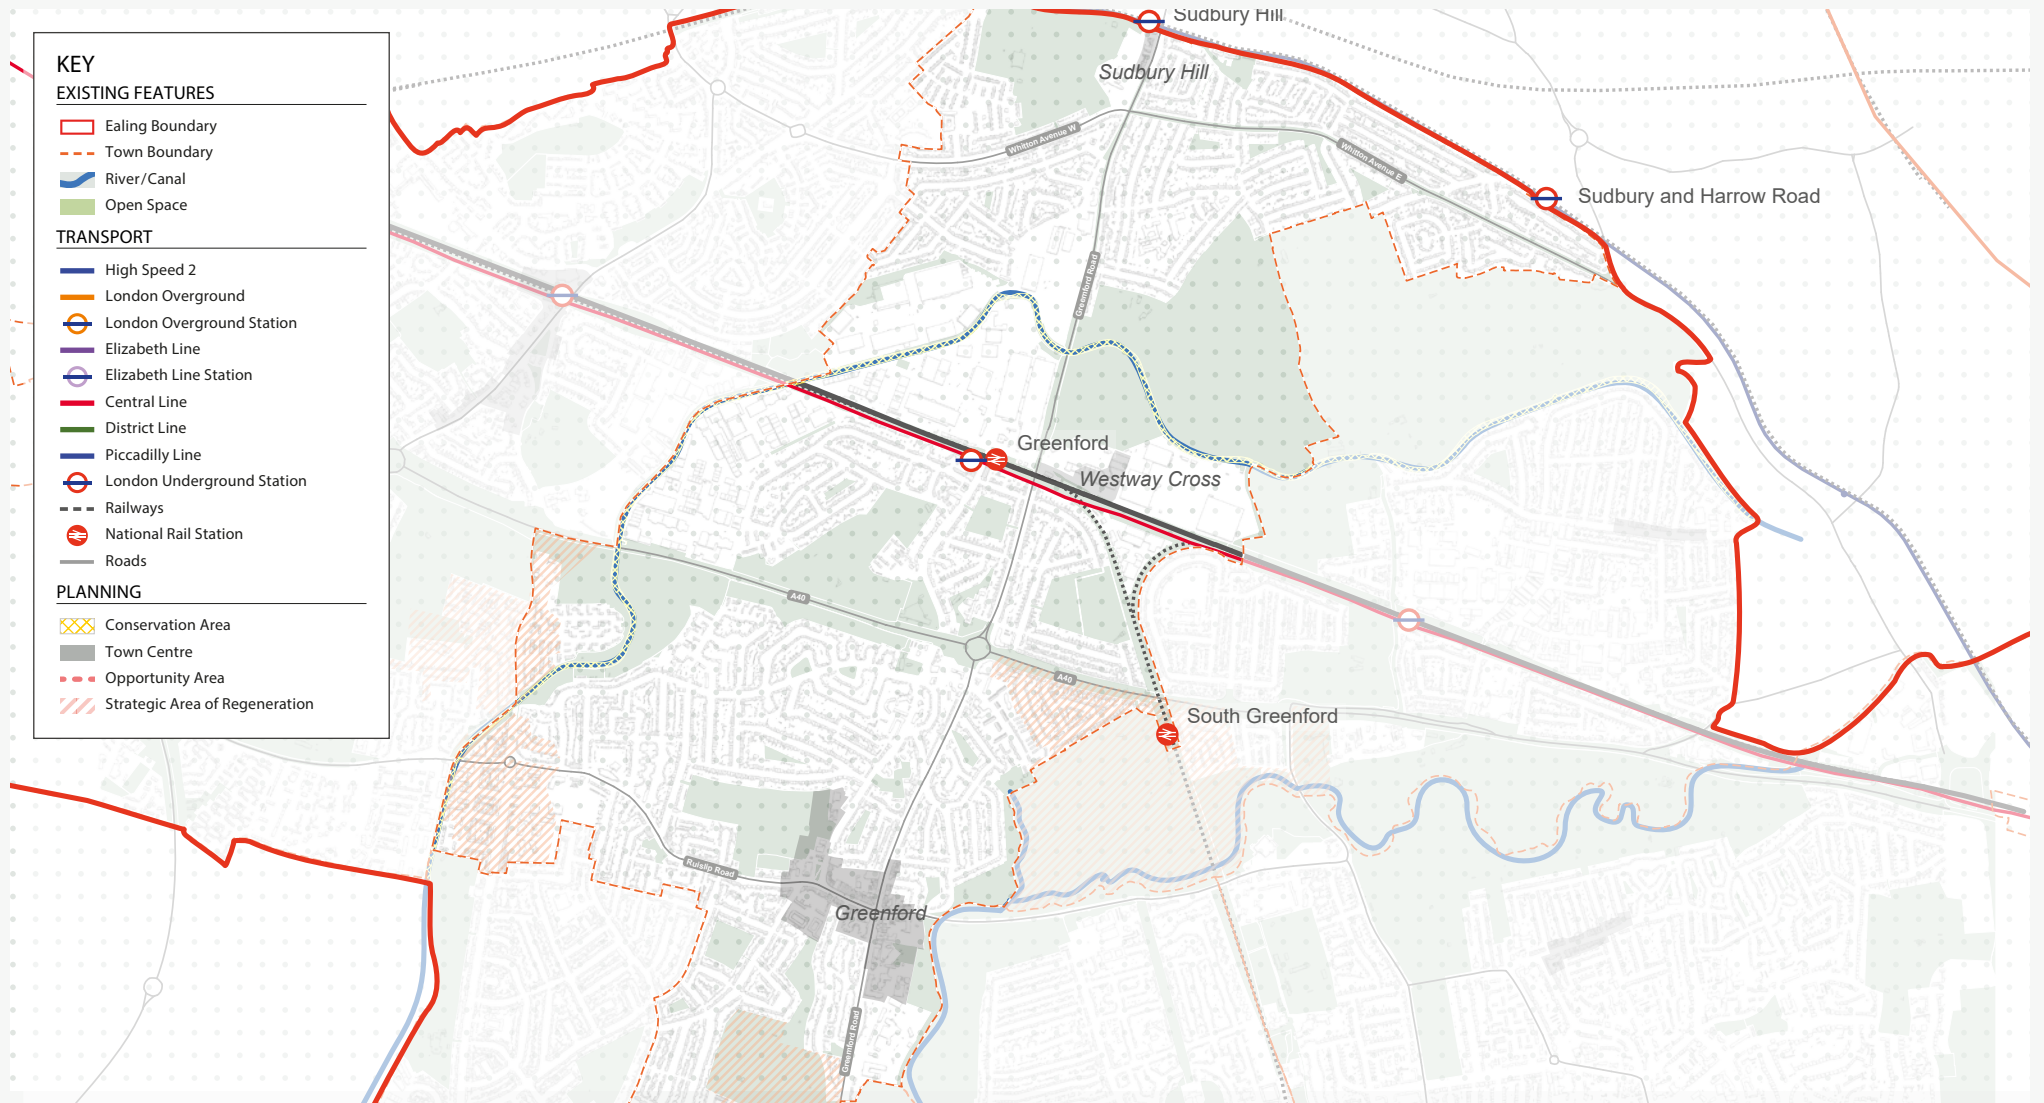 KEY
EXISTING FEATURES
Ealing Boundary
Town Boundary
River/Canal
Open Space
TRANSPORT
High Speed 2
London Overground
London Overground Station
Elizabeth Line
Elizabeth Line Station
Central Line
District Line
Piccadilly Line
London Underground Station
Railways
National Rail Station
Roads
PLANNING
Conservation Area
Town Centre
Opportunity Area
Strategic Area of Regeneration
Sudbury Hill
Sudbury Hill
Whitton Avenue W
Whitton Avenue E
Sudbury and Harrow Road
Greenford Road
Greenford
Westway Cross
A40
A40
South Greenford
Ruislip Road
Greenford
Greenford Road